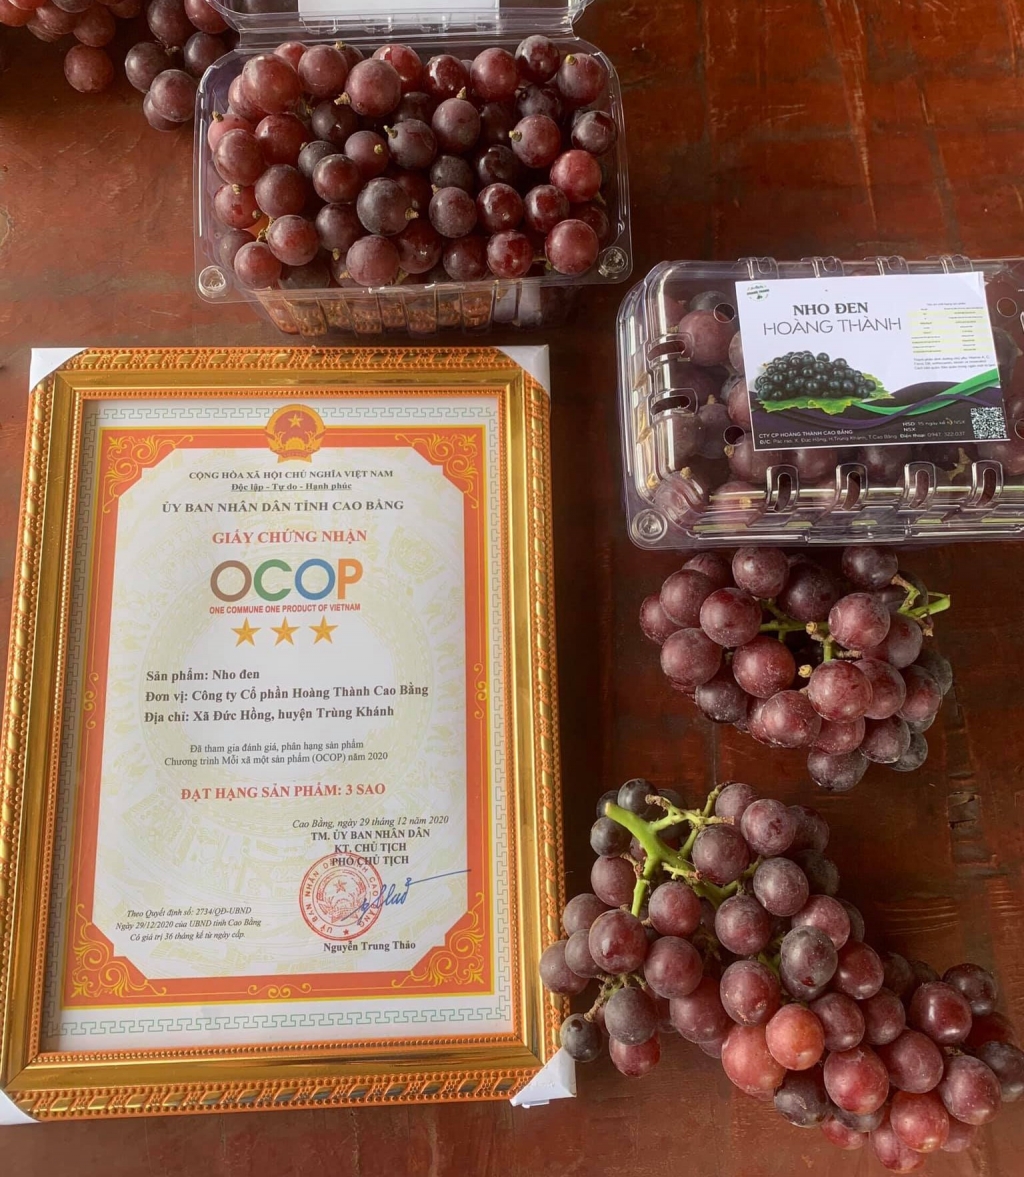 NHO ĐEN
HOÀNG THÀNH
CTY CP HOÀNG THÀNH CAO BẰNG
CỘNG HÒA XÃ HỘI CHỦ NGHĨA VIỆT NAM
Độc lập - Tự do - Hạnh phúc
ỦY BAN NHÂN DÂN TỈNH CAO BẰNG
GIẤY CHỨNG NHẬN
OCOP
ONE COMMUNE ONE PRODUCT OF VIETNAM
Sản phẩm: Nho đen
Đơn vị: Công ty Cổ phần Hoàng Thành Cao Bằng
Địa chỉ: Xã Đức Hồng, huyện Trùng Khánh
Đã tham gia đánh giá, phân hạng sản phẩm
Chương trình Mỗi xã một sản phẩm (OCOP) năm 2020
ĐẠT HẠNG SẢN PHẨM: 3 SAO
Cao Bằng, ngày 29 tháng 12 năm 2020
TM. ỦY BAN NHÂN DÂN
KT. CHỦ TỊCH
PHÓ CHỦ TỊCH
Theo Quyết định số: 2734/QĐ-UBND
Ngày 29/12/2020 của UBND tỉnh Cao Bằng
Có giá trị 36 tháng kể từ ngày cấp.
Nguyễn Trung Thảo